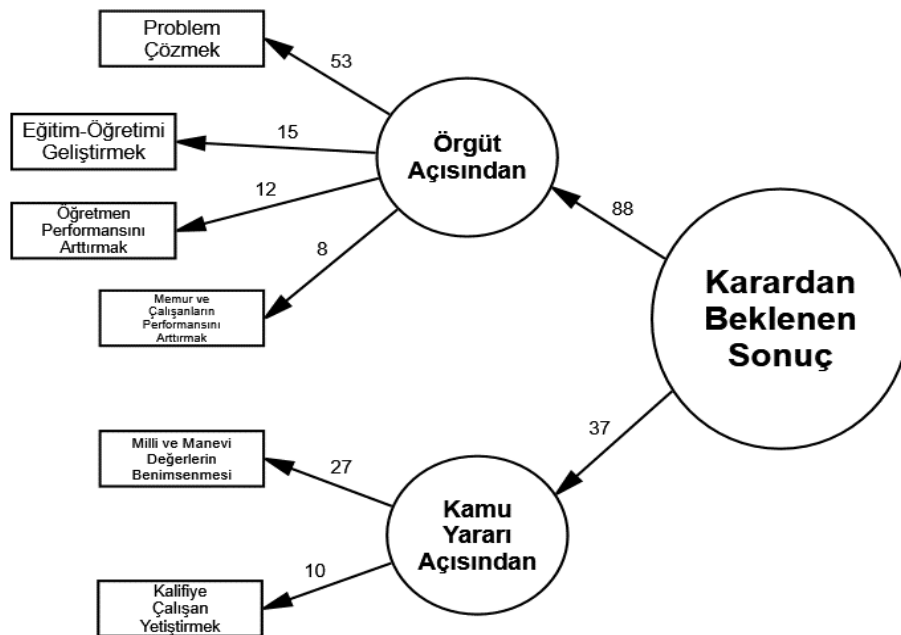 Problem
Çözmek
53
Eğitim-Öğretimi
Geliştirmek
15
Öğretmen
Performansını
Arttırmak
12
Memur ve
Çalışanların
Performansını
Arttırmak
8
Örgüt
Açısından
88
Karardan
Beklenen
Sonuç
37
Milli ve Manevi
Değerlerin
Benimsenmesi
27
Kamu
Yararı
Açısından
10
Kalifiye
Çalışan
Yetiştirmek